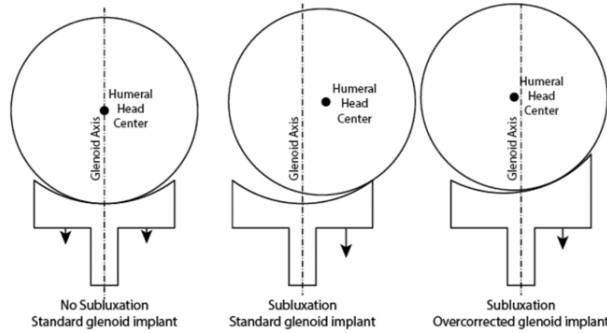 Humeral
Head
Center
Glenoid Axis
No Subluxation
Standard glenoid implant
Humeral
Head
Center
Glenoid Axis
Subluxation
Standard glenoid implant
Humeral
Head
Center
Glenoid Axis
Subluxation
Overcorrected glenoid implant